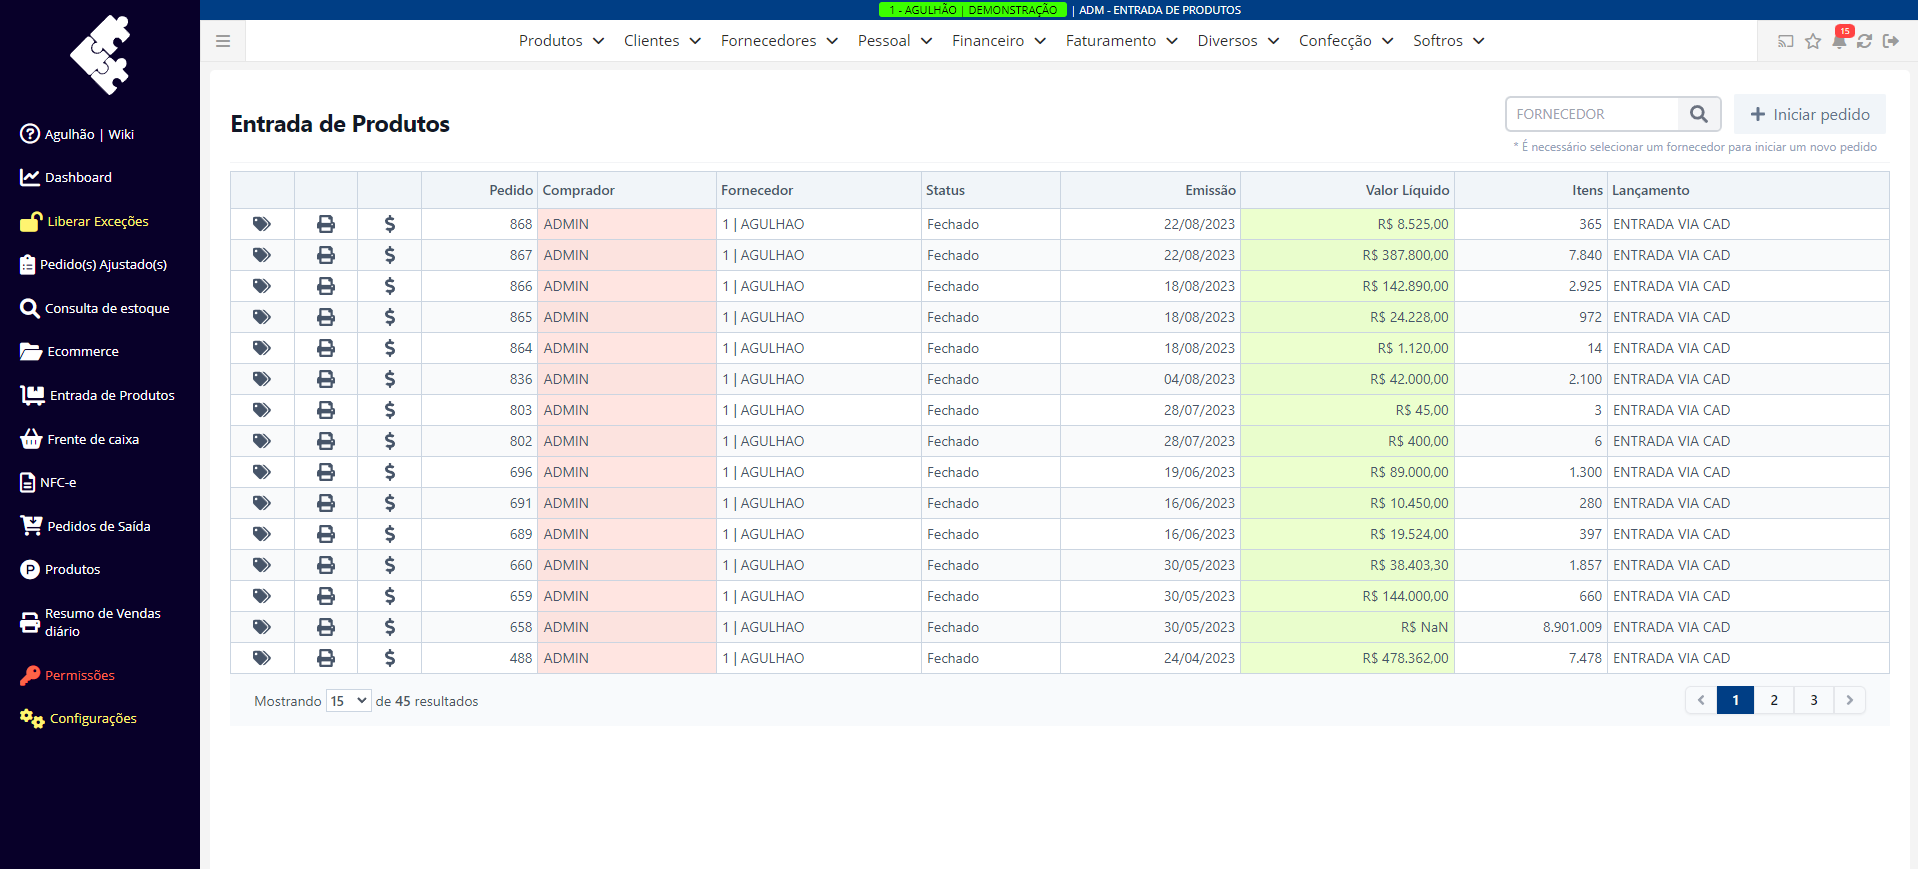 1 - AGULHÃO | DEMONSTRAÇÃO | ADM - ENTRADA DE PRODUTOS
Produtos Clientes Fornecedores Pessoal Financeiro Faturamento Diversos Confecção Softros 15
Agulhão | Wiki
Dashboard
Liberar Exceções
Pedido(s) Ajustado(s)
Consulta de estoque
Ecommerce
Entrada de Produtos
Frente de caixa
NFC-e
Pedidos de Saída
Produtos
Resumo de Vendas
diário
Permissões
Configurações
Entrada de Produtos
FORNECEDOR
+ Iniciar pedido
* É necessário selecionar um fornecedor para iniciar um novo pedido
Pedido Comprador Fornecedor Status Emissão Valor Líquido Itens Lançamento
$ 868 ADMIN 1 | AGULHAO Fechado 22/08/2023 R$ 8.525,00 365 ENTRADA VIA CAD
$ 867 ADMIN 1 | AGULHAO Fechado 22/08/2023 R$ 387.800,00 7.840 ENTRADA VIA CAD
$ 866 ADMIN 1 | AGULHAO Fechado 18/08/2023 R$ 142.890,00 2.925 ENTRADA VIA CAD
$ 865 ADMIN 1 | AGULHAO Fechado 18/08/2023 R$ 24.228,00 972 ENTRADA VIA CAD
$ 864 ADMIN 1 | AGULHAO Fechado 18/08/2023 R$ 1.120,00 14 ENTRADA VIA CAD
$ 836 ADMIN 1 | AGULHAO Fechado 04/08/2023 R$ 42.000,00 2.100 ENTRADA VIA CAD
$ 803 ADMIN 1 | AGULHAO Fechado 28/07/2023 R$ 45,00 3 ENTRADA VIA CAD
$ 802 ADMIN 1 | AGULHAO Fechado 28/07/2023 R$ 400,00 6 ENTRADA VIA CAD
$ 696 ADMIN 1 | AGULHAO Fechado 19/06/2023 R$ 89.000,00 1.300 ENTRADA VIA CAD
$ 691 ADMIN 1 | AGULHAO Fechado 16/06/2023 R$ 10.450,00 280 ENTRADA VIA CAD
$ 689 ADMIN 1 | AGULHAO Fechado 16/06/2023 R$ 19.524,00 397 ENTRADA VIA CAD
$ 660 ADMIN 1 | AGULHAO Fechado 30/05/2023 R$ 38.403,30 1.857 ENTRADA VIA CAD
$ 659 ADMIN 1 | AGULHAO Fechado 30/05/2023 R$ 144.000,00 660 ENTRADA VIA CAD
$ 658 ADMIN 1 | AGULHAO Fechado 30/05/2023 R$ NaN 8.901.009 ENTRADA VIA CAD
$ 488 ADMIN 1 | AGULHAO Fechado 24/04/2023 R$ 478.362,00 7.478 ENTRADA VIA CAD
Mostrando 15 de 45 resultados
1 2 3